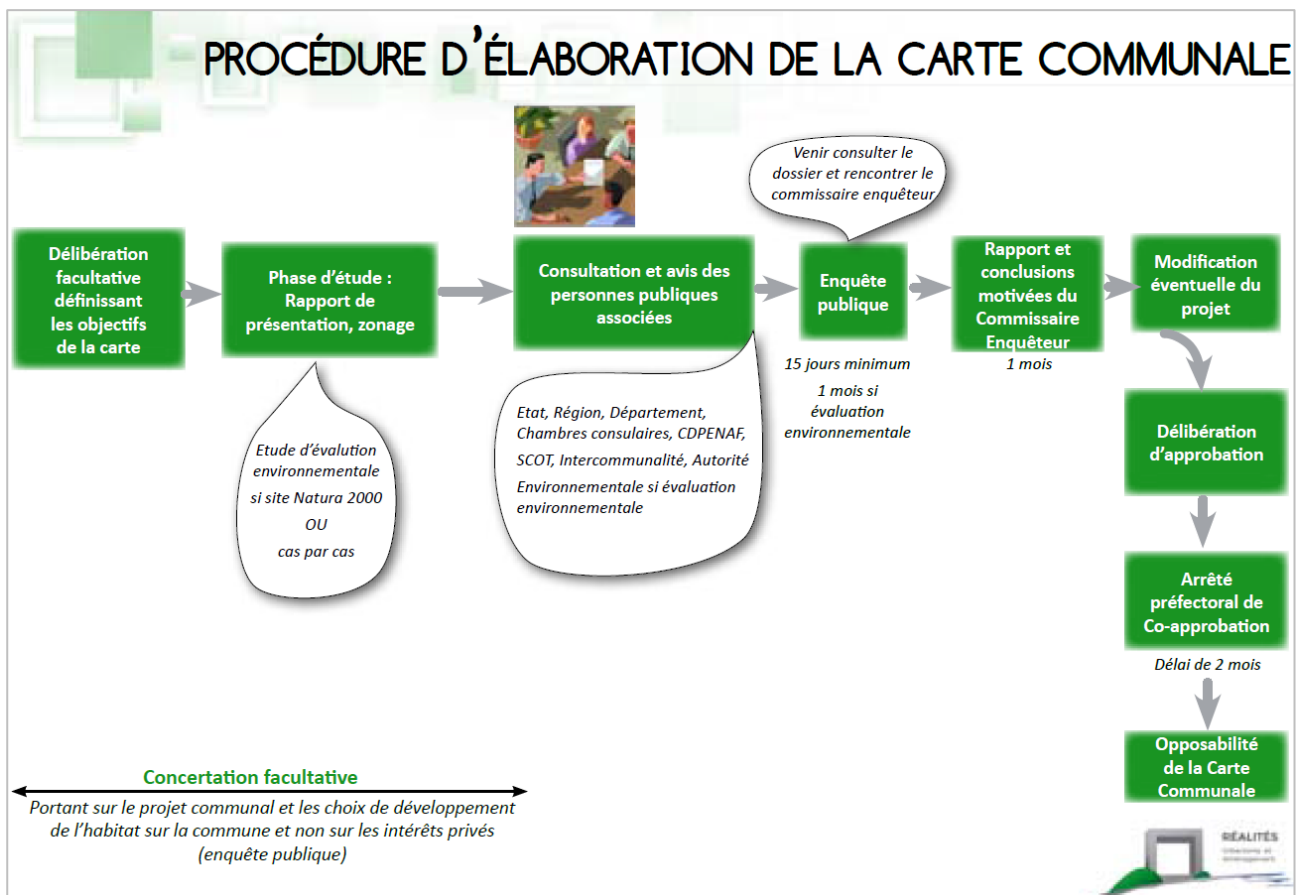 PROCÉDURE D'ÉLABORATION DE LA CARTE COMMUNALE
Venir consulter le
dossier et rencontrer le
commissaire enquêteur
Délibération
facultative
définissant
les objectifs
de la carte
Phase d'étude :
Rapport de
présentation, zonage
Consultation et avis des
personnes publiques
associées
Enquête
publique
Rapport et
conclusions
motivées du
Commissaire
Enquêteur
1 mois
Modification
éventuelle du
projet
15 jours minimum
1 mois si
évaluation
environnementale
Etude d'évalution
environnementale
si site Natura 2000
OU
cas par cas
Etat, Région, Département,
Chambres consulaires, CDPENAF,
SCOT, Intercommunalité, Autorité
Environnementale si évaluation
environnementale
Délibération
d'approbation
Arrêté
préfectoral de
Co-approbation
Délai de 2 mois
Opposabilité
de la Carte
Communale
Concertation facultative
Portant sur le projet communal et les choix de développement
de l'habitat sur la commune et non sur les intérêts privés
(enquête publique)
RÉALITÉS
Urbanisme et
Aménagement